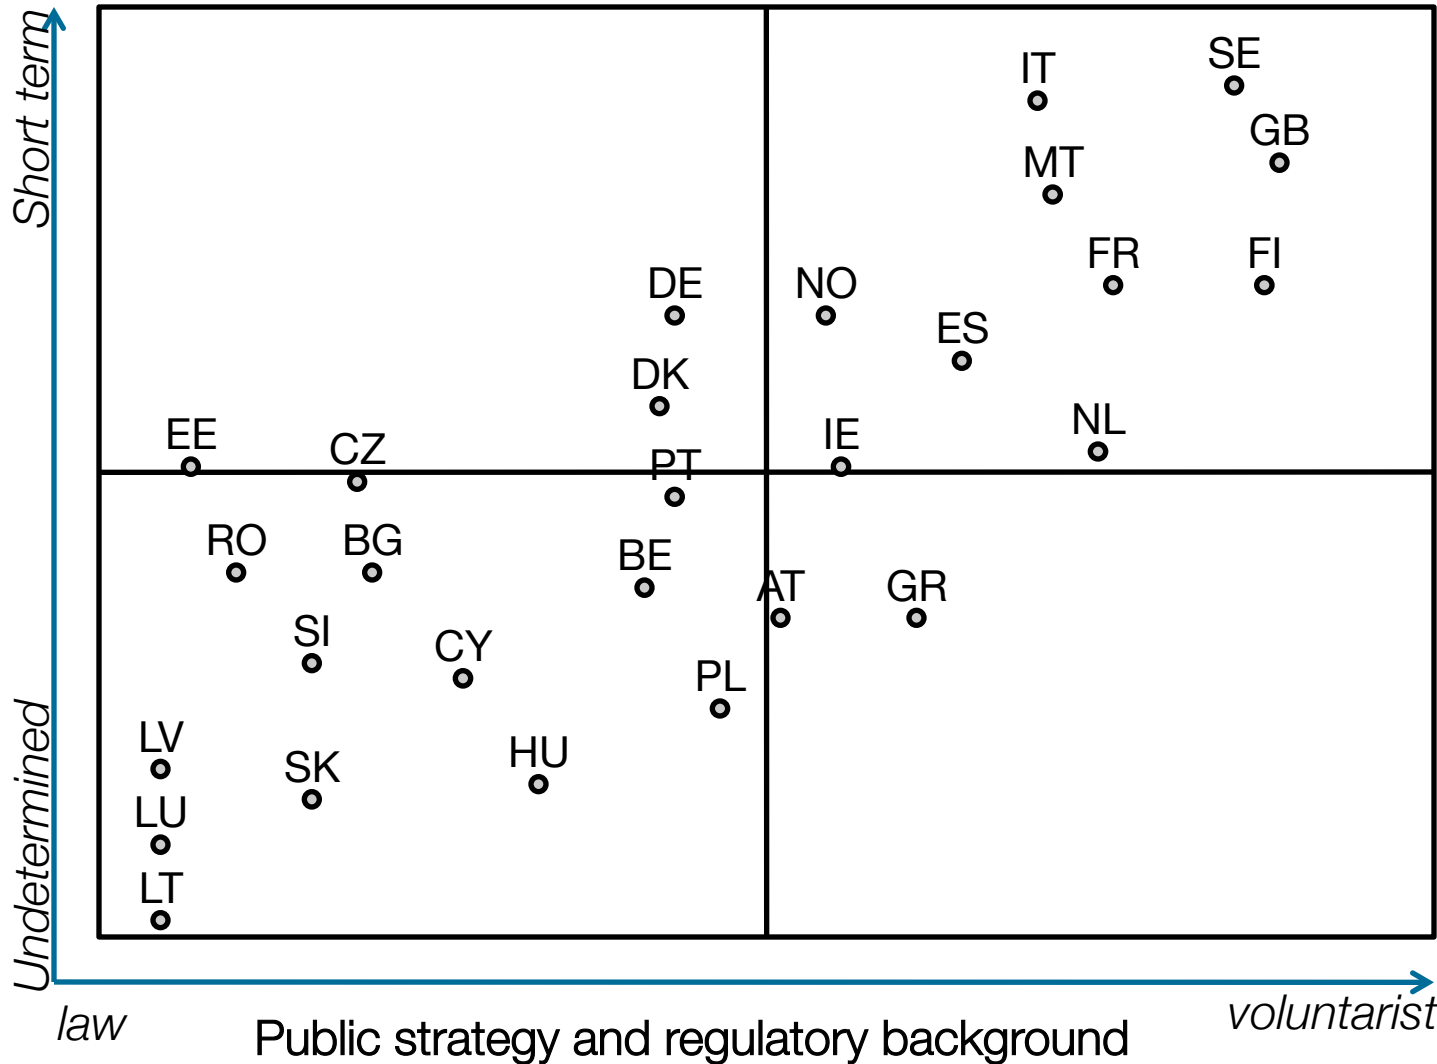 Short term
SE
IT
GB
MT
FR
FI
DE
NO
ES
DK
NL
EE
IE
CZ
PT
RO
BG
BE
AT
GR
SI
CY
PL
LV
HU
SK
LU
LT
Undetermined
law
voluntarist
Public strategy and regulatory background